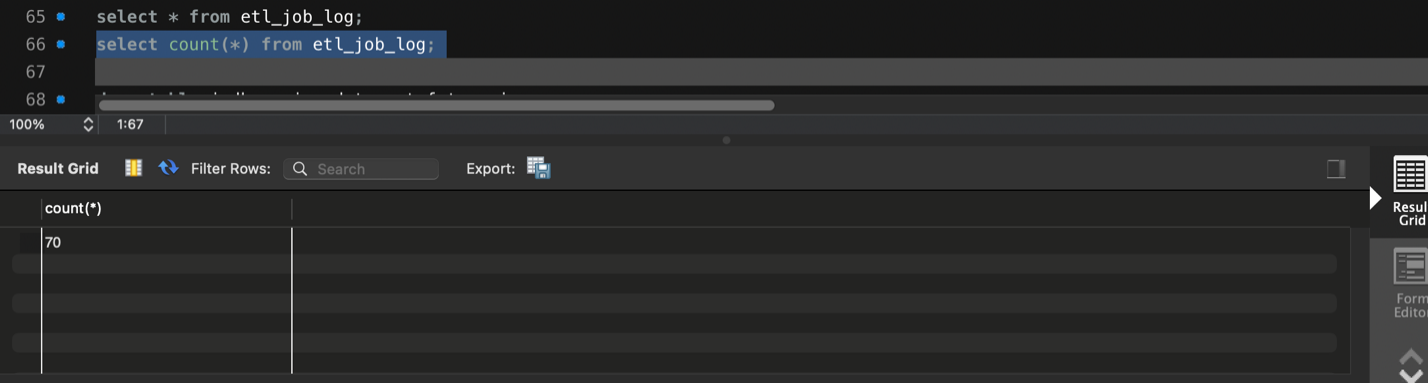 65 select * from etl_job_log;
66 select count(*) from etl_job_log;
67
68
100% 1:67
Result Grid Filter Rows: Search Export:
count(*)
70
Resul
Grid
Form
Edito